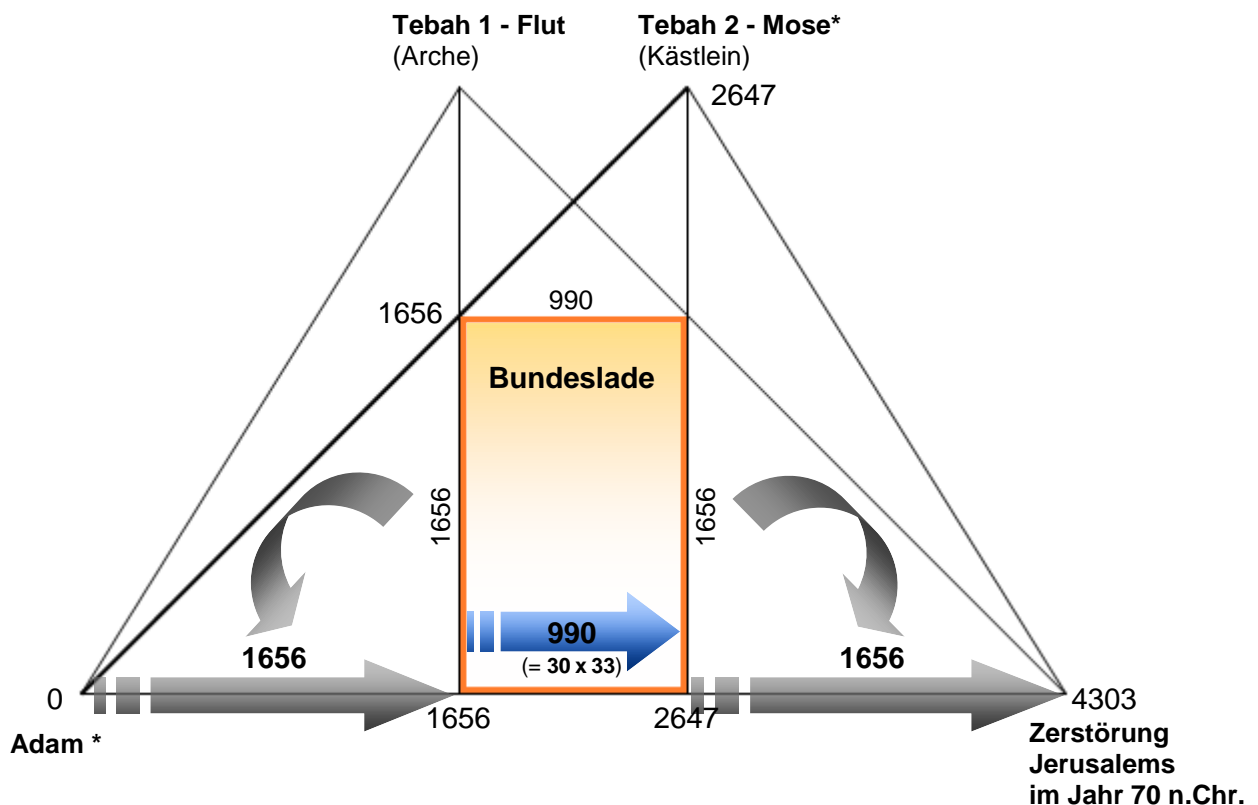 Tebah 1 - Flut
(Arche)
Tebah 2 - Mose*
(Kästlein)
2647
1656
990
Bundeslade
1656
1656
1656
990
(= 30 x 33)
1656
0
1656
2647
4303
Adam *
Zerstörung
Jerusalems
im Jahr 70 n.Chr.